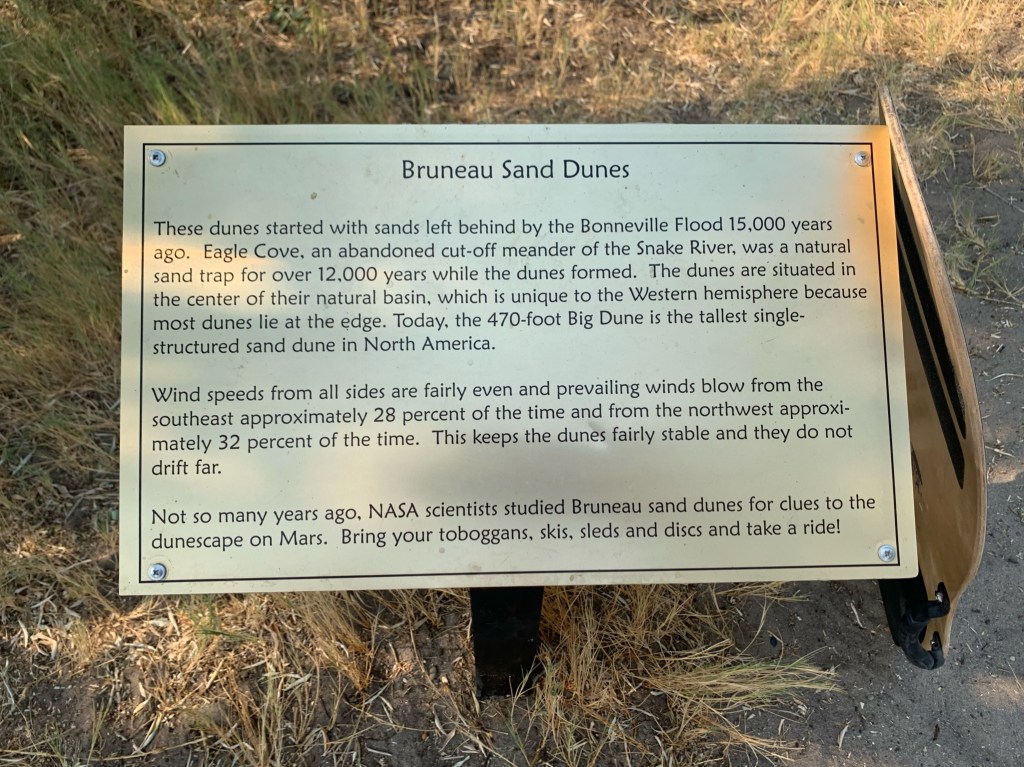 Bruneau Sand Dunes
These dunes started with sands left behind by the Bonneville Flood 15,000 years
ago.  Eagle Cove, an abandoned cut-off meander of the Snake River, was a natural
sand trap for over 12,000 years while the dunes formed.  The dunes are situated in
the center of their natural basin, which is unique to the Western hemisphere because
most dunes lie at the edge. Today, the 470-foot Big Dune is the tallest single-
structured sand dune in North America.
Wind speeds from all sides are fairly even and prevailing winds blow from the
southeast approximately 28 percent of the time and from the northwest approxi-
mately 32 percent of the time.  This keeps the dunes fairly stable and they do not
drift far.
Not so many years ago, NASA scientists studied Bruneau sand dunes for clues to the
dunescape on Mars.  Bring your toboggans, skis, sleds and discs and take a ride!